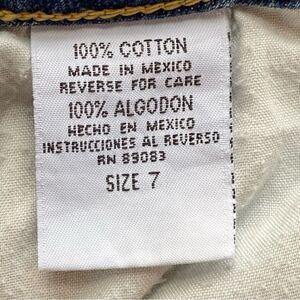 100% COTTON
MADE IN MEXICO
REVERSE FOR CARE
100% ALGODON
HECHO EN MEXICO
INSTRUCCIONES AL REVERSO
RN 89083
SIZE 7